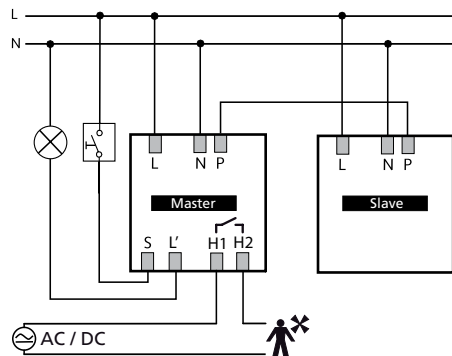 L
N
L N P
L N P
Master
Slave
S L' H1 H2
AC / DC